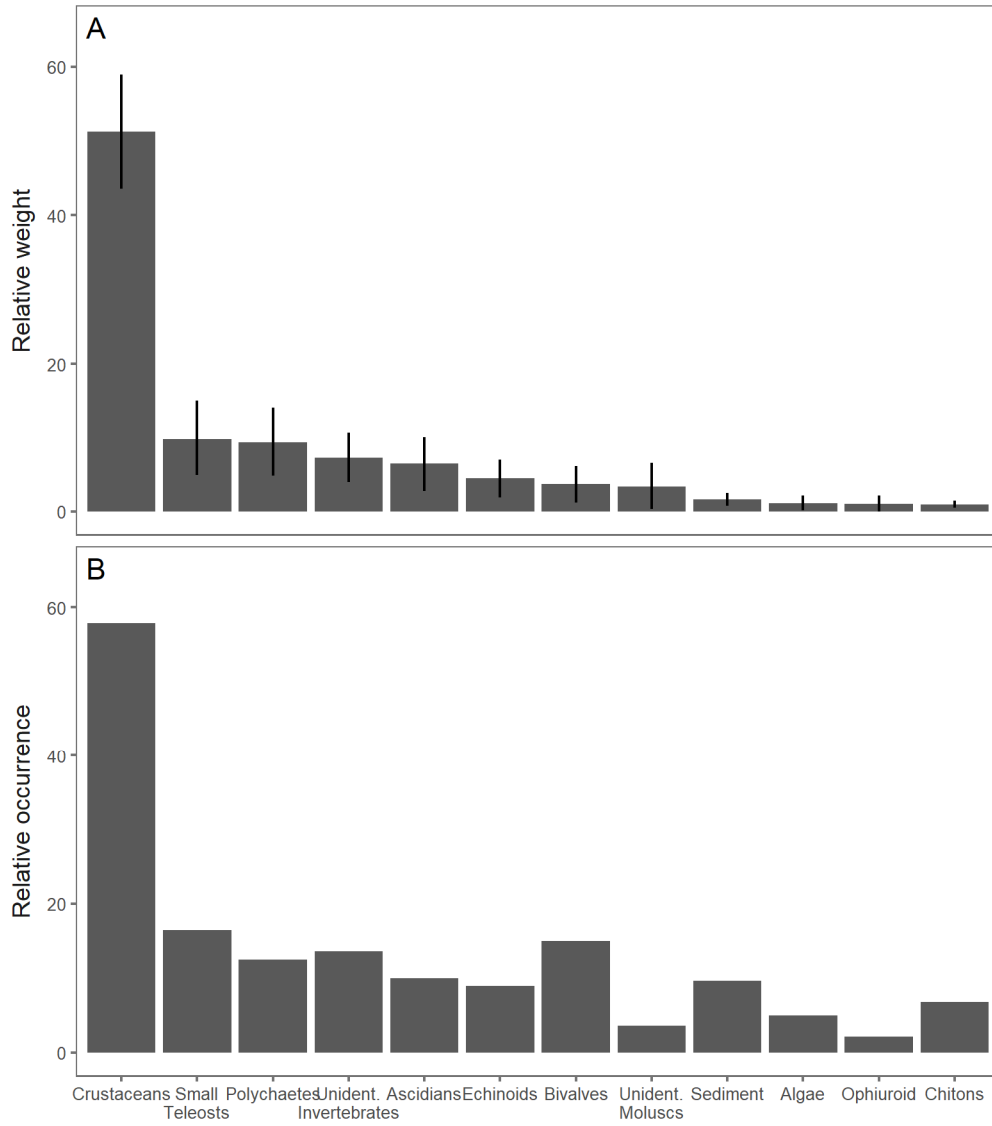 A
60
40
20
0
Relative weight
B
60
40
20
0
Relative occurrence
Crustaceans Small Polychaetes Unident. Ascidians Echinoids Bivalves Unident. Sediment Algae Ophiuroid Chitons
Teleosts Invertebrates Moluscs